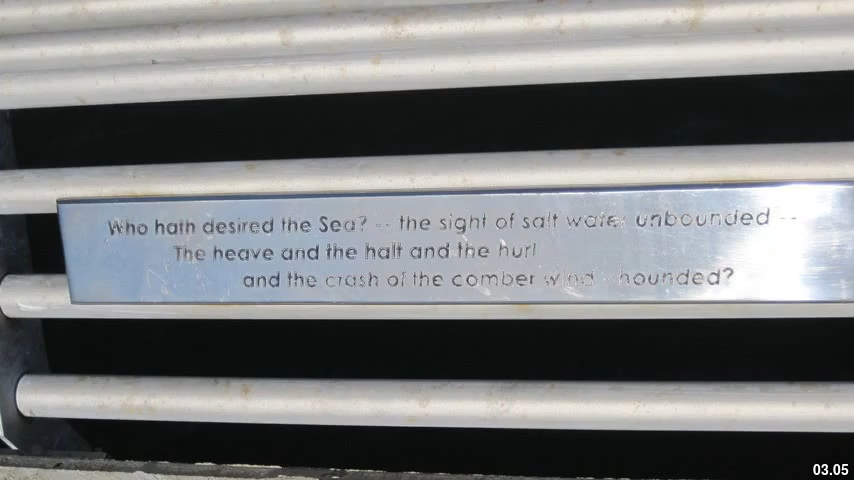 Who hath desired the Sea? -- the sight of salt water unbounded --
The heave and the halt and the hurl
and the crash of the comber wind - hounded?
03.05